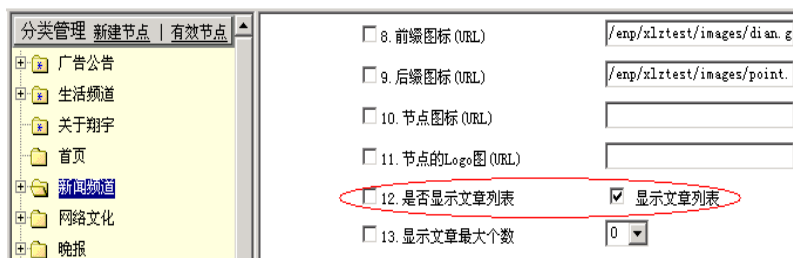 分类管理 新建节点 | 有效节点
广告公告
生活频道
关于翔宇
首页
新闻频道
网络文化
晚报
8.前缀图标(URL) /enp/xlztest/images/dian.g
9.后缀图标(URL) /enp/xlztest/images/point.
10.节点图标(URL)
11.节点的Logo图(URL)
12.是否显示文章列表 显示文章列表
13.显示文章最大个数 0